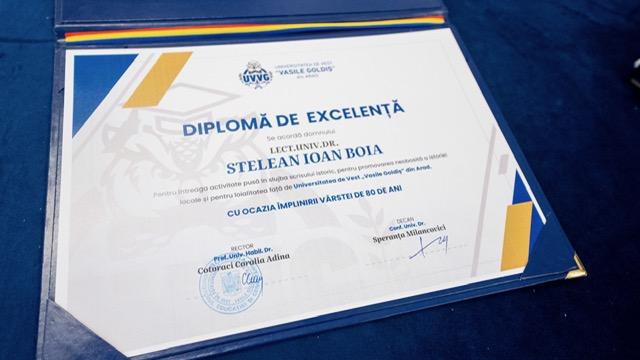 UVVG
UNIVERSITATEA DE VEST
"VASILE GOLDIȘ"
DIN ARAD
DIPLOMĂ DE EXCELENȚĂ
Se acordă domnului
LECT.UNIV.DR.
STELEAN IOAN BOIA
Pentru întreaga activitate pusă în slujba scrisului istoric, pentru promovarea neobosită a istoriei
locale și pentru loialitatea față de Universitatea de Vest „Vasile Goldiș” din Arad.
CU OCAZIA ÎMPLINIRII VÂRSTEI DE 80 DE ANI
RECTOR
Prof. Univ. Habil. Dr.
Cotoraci Coralia Adina
DECAN
Conf. Univ. Dr.
Speranța Milancovici